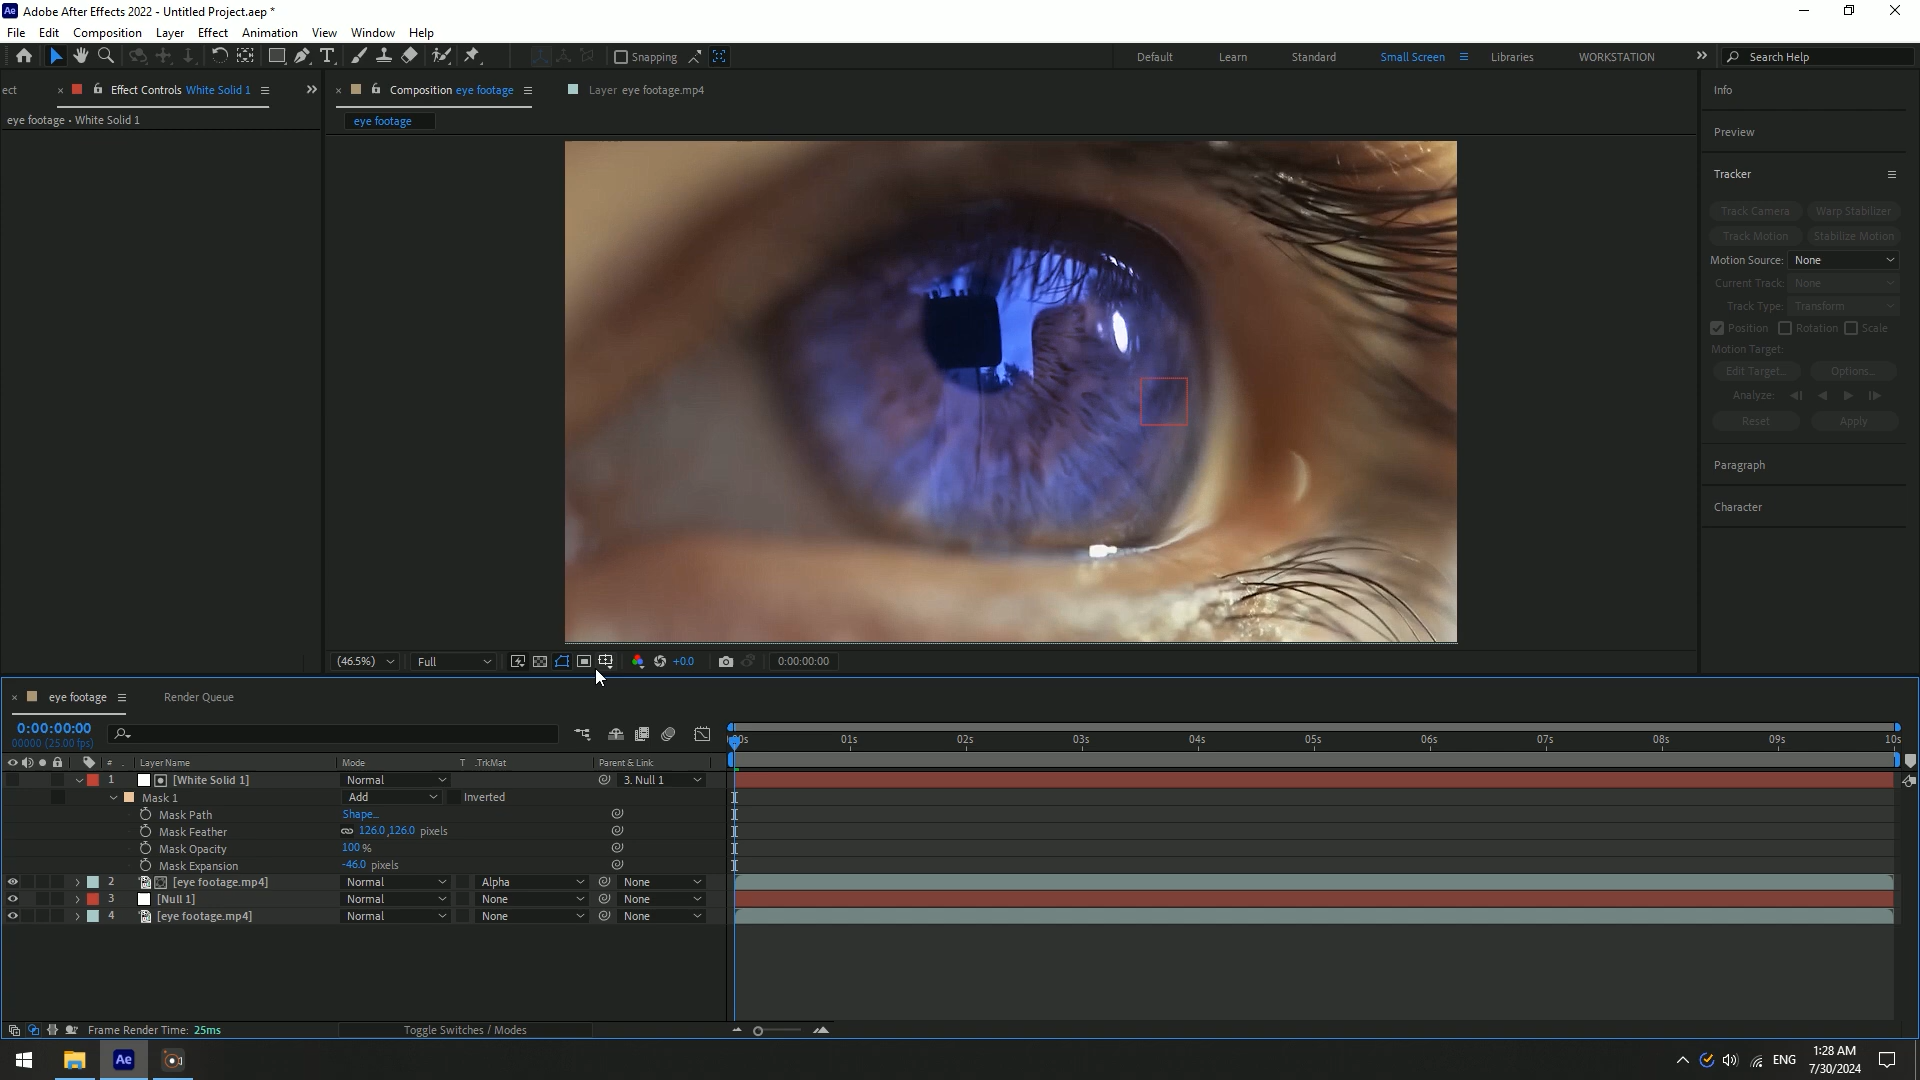 Ae Adobe After Effects 2022 - Untitled Project.aep *
File Edit Composition Layer Effect Animation View Window Help
Snapping
Default Learn Standard Small Screen Libraries WORKSTATION Search Help
ect Effect Controls White Solid 1
eye footage • White Solid 1
Composition eye footage
Layer eye footage.mp4
eye footage
Info
Preview
Tracker
Track Camera Warp Stabilizer
Track Motion Stabilize Motion
Motion Source: None
Current Track: None
Track Type: Transform
Position Rotation Scale
Motion Target:
Edit Target... Options...
Analyze:
Reset Apply
Paragraph
Character
(46.5%) Full +0.0 0:00:00:00
eye footage Render Queue
0:00:00:00
00000 (25.00 fps)
:00s 01s 02s 03s 04s 05s 06s 07s 08s 09s 10s
# Layer Name Mode T .TrkMat Parent & Link
1 [White Solid 1] Normal 3. Null 1
Mask 1 Add Inverted
Mask Path Shape...
Mask Feather 126.0,126.0 pixels
Mask Opacity 100 %
Mask Expansion -46.0 pixels
2 [eye footage.mp4] Normal Alpha None
3 [Null 1] Normal None None
4 [eye footage.mp4] Normal None None
Frame Render Time: 25ms Toggle Switches / Modes
Ae
ENG
1:28 AM
7/30/2024